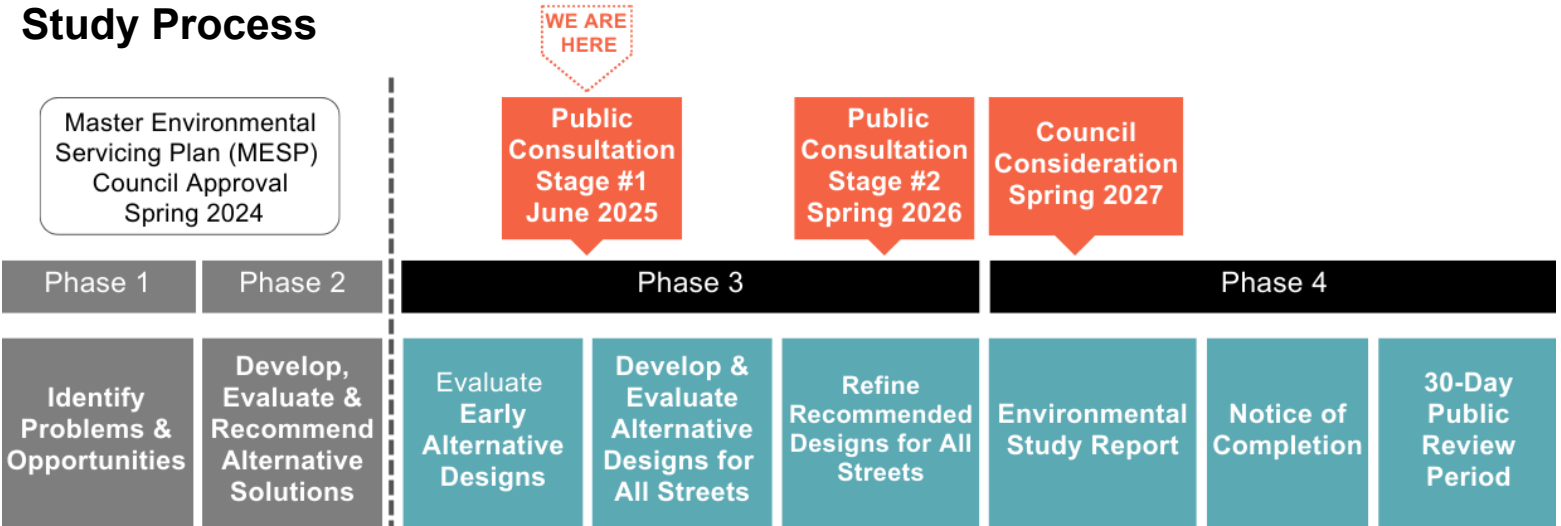 Study Process
WE ARE
HERE
Master Environmental
Servicing Plan (MESP)
Council Approval
Spring 2024
Public
Consultation
Stage #1
June 2025
Public
Consultation
Stage #2
Spring 2026
Council
Consideration
Spring 2027
Phase 1
Phase 2
Phase 3
Phase 4
Identify
Problems &
Opportunities
Develop,
Evaluate &
Recommend
Alternative
Solutions
Evaluate
Early
Alternative
Designs
Develop &
Evaluate
Alternative
Designs for
All Streets
Refine
Recommended
Designs for All
Streets
Environmental
Study Report
Notice of
Completion
30-Day
Public
Review
Period